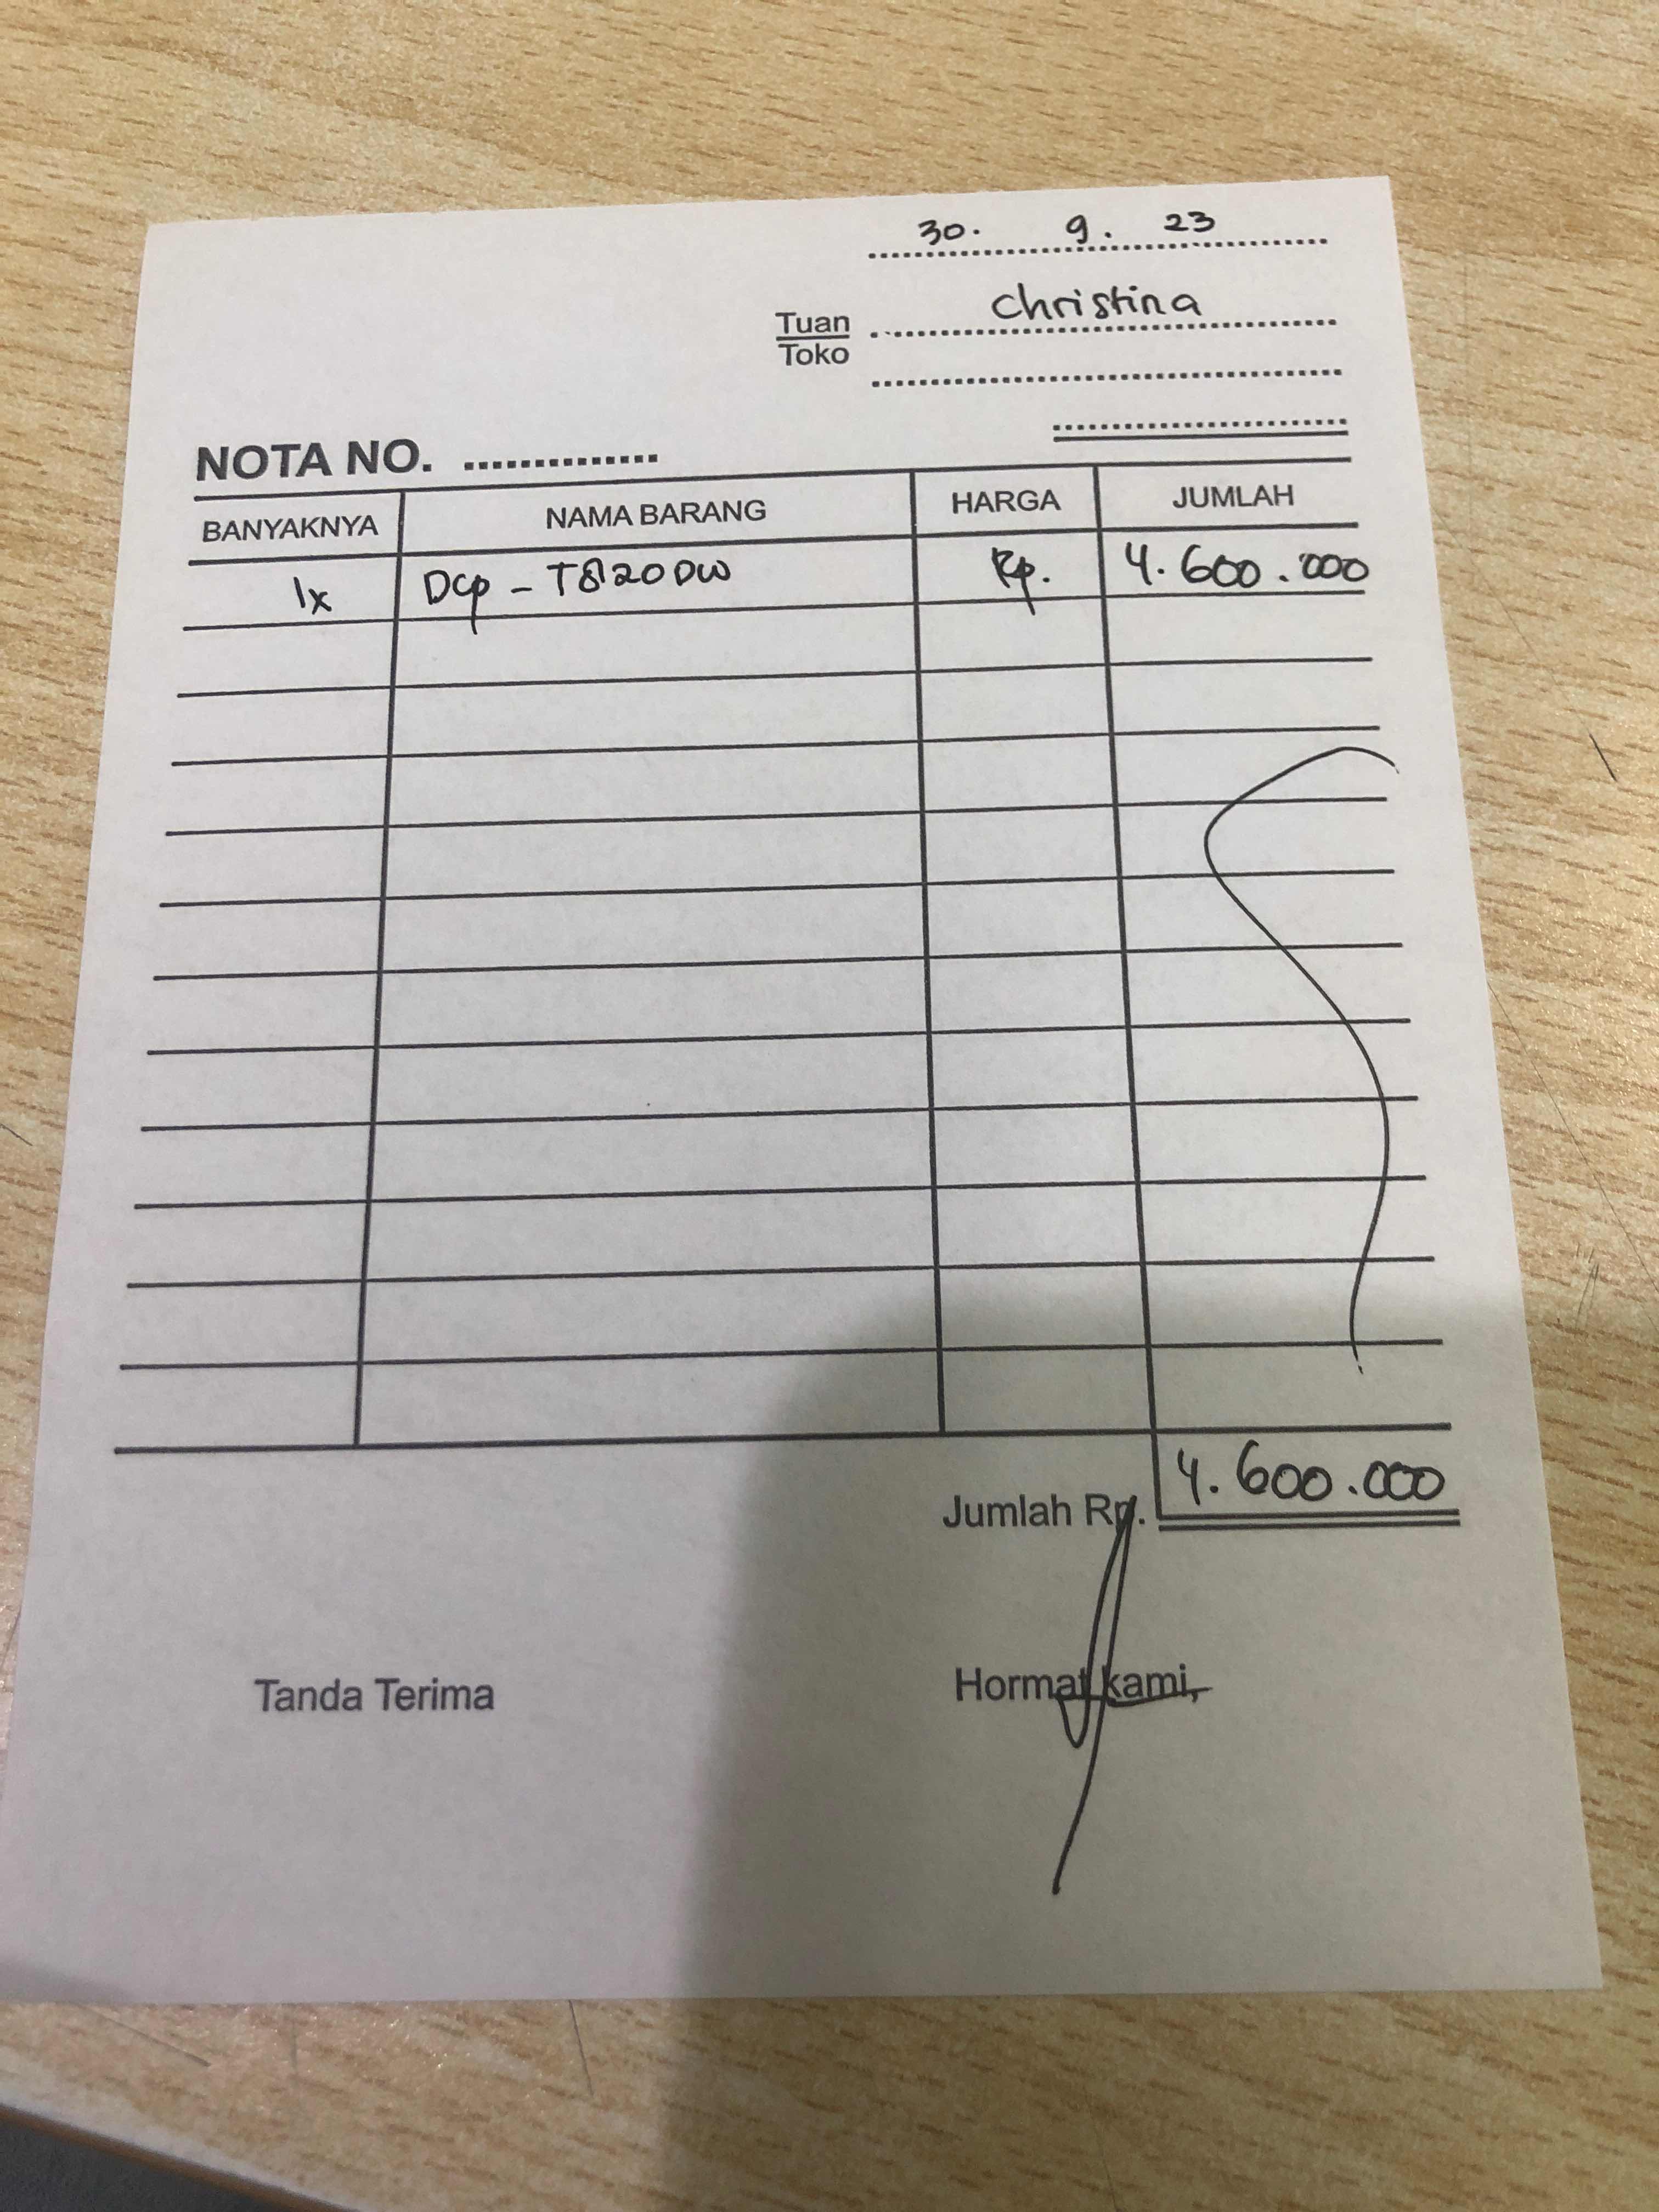 30. 9. 23
Tuan Christina
Toko
NOTA NO. ...............
BANYAKNYA NAMA BARANG HARGA JUMLAH
1x Dcp - T820DW Rp. 4.600.000
Jumlah Rp. 4.600.000
Tanda Terima Hormat kami,